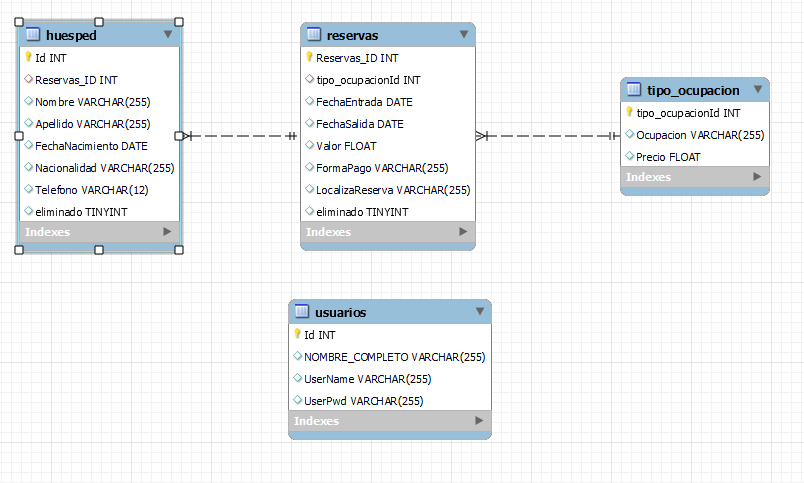 huesped
Id INT
Reservas_ID INT
Nombre VARCHAR(255)
Apellido VARCHAR(255)
FechaNacimiento DATE
Nacionalidad VARCHAR(255)
Telefono VARCHAR(12)
eliminado TINYINT
Indexes
reservas
Reservas_ID INT
tipo_ocupacionId INT
FechaEntrada DATE
FechaSalida DATE
Valor FLOAT
FormaPago VARCHAR(255)
LocalizaReserva VARCHAR(255)
eliminado TINYINT
Indexes
tipo_ocupacion
tipo_ocupacionId INT
Ocupacion VARCHAR(255)
Precio FLOAT
Indexes
usuarios
Id INT
NOMBRE_COMPLETO VARCHAR(255)
UserName VARCHAR(255)
UserPwd VARCHAR(255)
Indexes